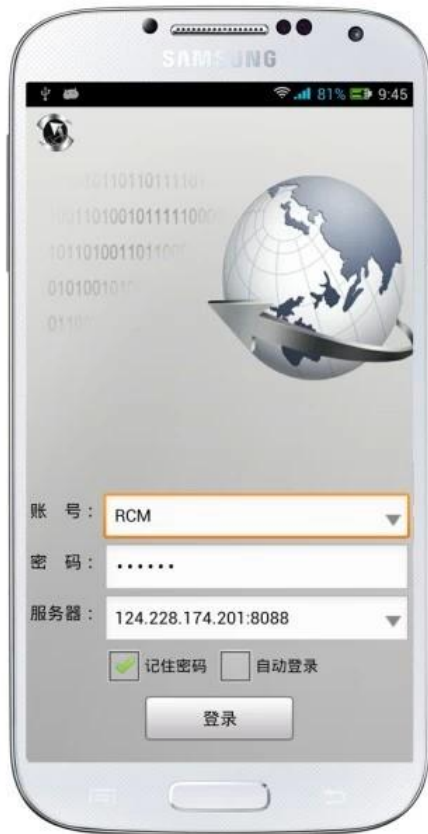 SAMSUNG
81% 9:45
账 号：
RCM
密 码：
••••••
服务器：
124.228.174.201:8088
记住密码
自动登录
登录